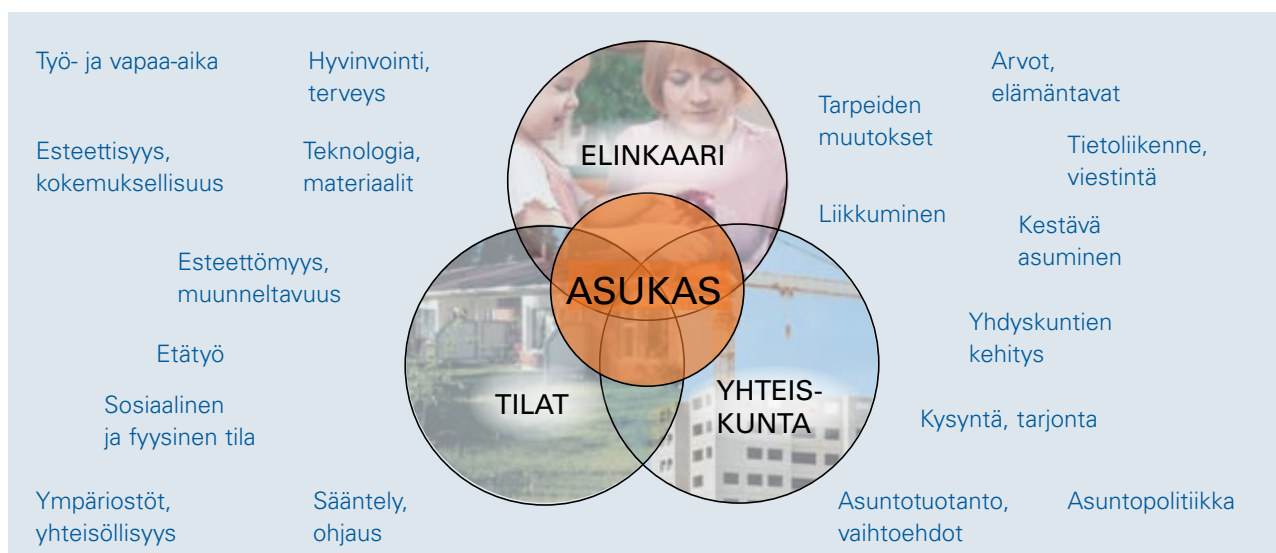 Työ- ja vapaa-aika
Hyvinvointi,
terveys
Esteettisyys,
kokemuksellisuus
Teknologia,
materiaalit
Esteettömyys,
muunneltavuus
Etätyö
Sosiaalinen
ja fyysinen tila
Ympäriostöt,
yhteisöllisyys
Sääntely,
ohjaus
ELINKAARI
ASUKAS
TILAT
YHTEIS-
KUNTA
Arvot,
elämäntavat
Tarpeiden
muutokset
Tietoliikenne,
viestintä
Liikkuminen
Kestävä
asuminen
Yhdyskuntien
kehitys
Kysyntä, tarjonta
Asuntotuotanto,
vaihtoehdot
Asuntopolitiikka